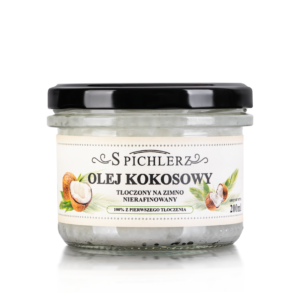 SPICHLERZ
OLEJ KOKOSOWY
TŁOCZONY NA ZIMNO
NIERAFINOWANY
100% Z PIERWSZEGO TŁOCZENIA
200ml